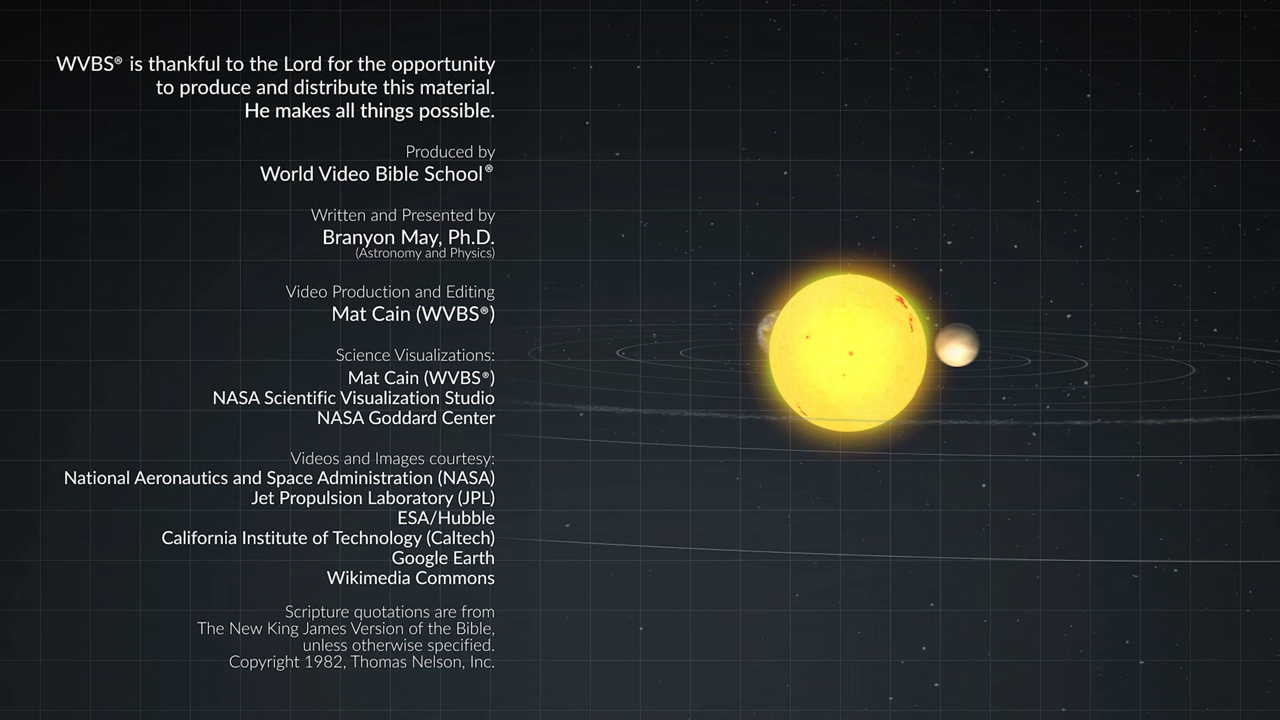 WVBS® is thankful to the Lord for the opportunity
to produce and distribute this material.
He makes all things possible.
Produced by
World Video Bible School®
Written and Presented by
Branyon May, Ph.D.
(Astronomy and Physics)
Video Production and Editing
Mat Cain (WVBS®)
Science Visualizations:
Mat Cain (WVBS®)
NASA Scientific Visualization Studio
NASA Goddard Center
Videos and Images courtesy:
National Aeronautics and Space Administration (NASA)
Jet Propulsion Laboratory (JPL)
ESA/Hubble
California Institute of Technology (Caltech)
Google Earth
Wikimedia Commons
Scripture quotations are from
The New King James Version of the Bible,
unless otherwise specified.
Copyright 1982, Thomas Nelson, Inc.